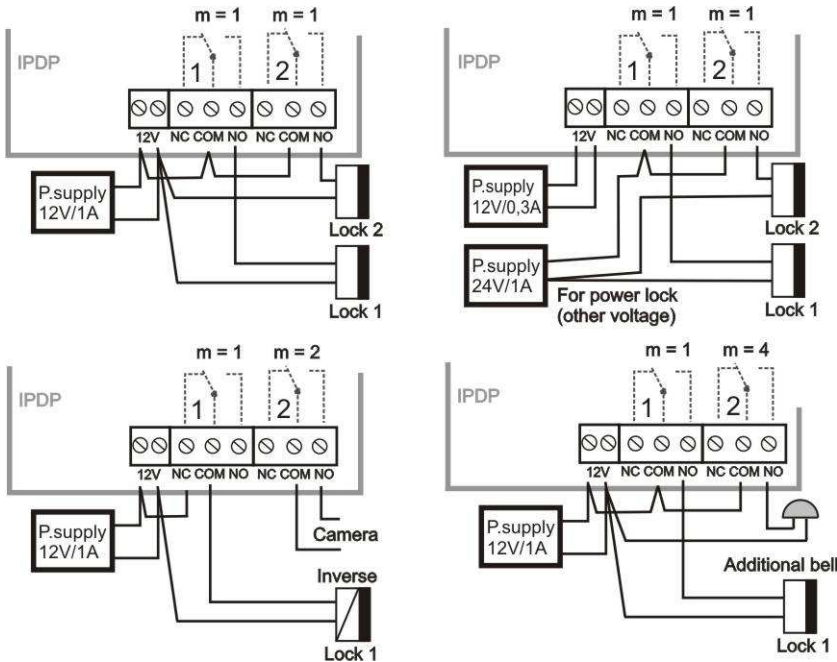 m = 1 m = 1
IPDP
1 2
12V NC COM NO NC COM NO
P.supply
12V/1A
Lock 2
Lock 1
m = 1 m = 1
IPDP
1 2
12V NC COM NO NC COM NO
P.supply
12V/0,3A
P.supply
24V/1A
Lock 2
For power lock
(other voltage)
Lock 1
m = 1 m = 2
IPDP
1 2
12V NC COM NO NC COM NO
P.supply
12V/1A
Camera
Inverse
Lock 1
m = 1 m = 4
IPDP
1 2
12V NC COM NO NC COM NO
P.supply
12V/1A
Additional bell
Lock 1